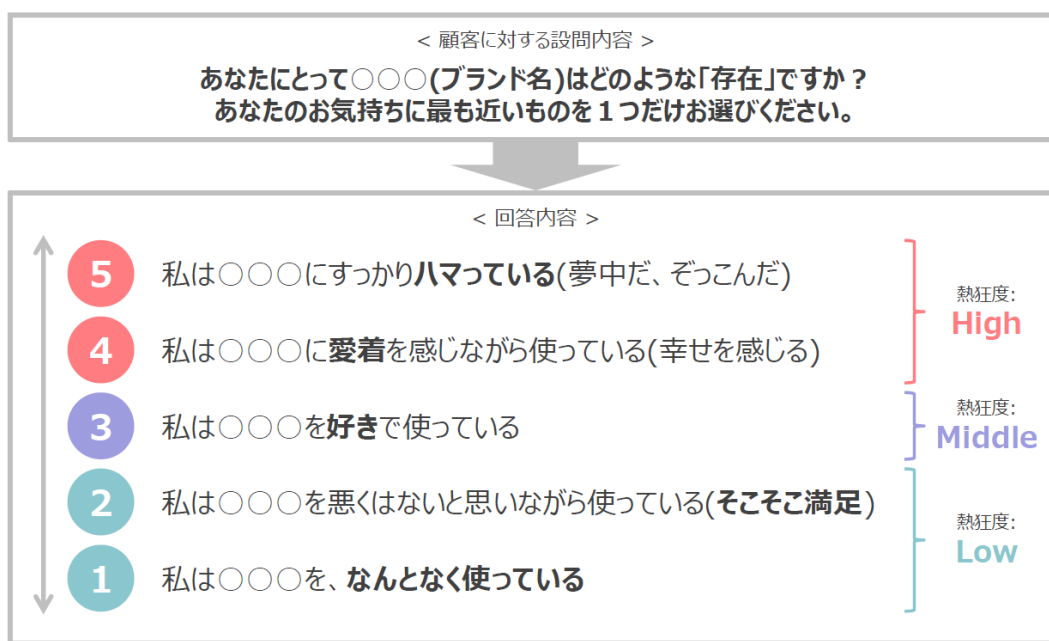 < 顧客に対する設問内容 >
あなたにとって○○○(ブランド名)はどのような「存在」ですか？
あなたのお気持ちに最も近いものを１つだけお選びください。
< 回答内容 >
5 私は○○○にすっかりハマっている(夢中だ、ぞっこんだ)
4 私は○○○に愛着を感じながら使っている(幸せを感じる)
熱狂度:
High
3 私は○○○を好きで使っている
熱狂度:
Middle
2 私は○○○を悪くはないと思いながら使っている(そこそこ満足)
1 私は○○○を、なんとなく使っている
熱狂度:
Low